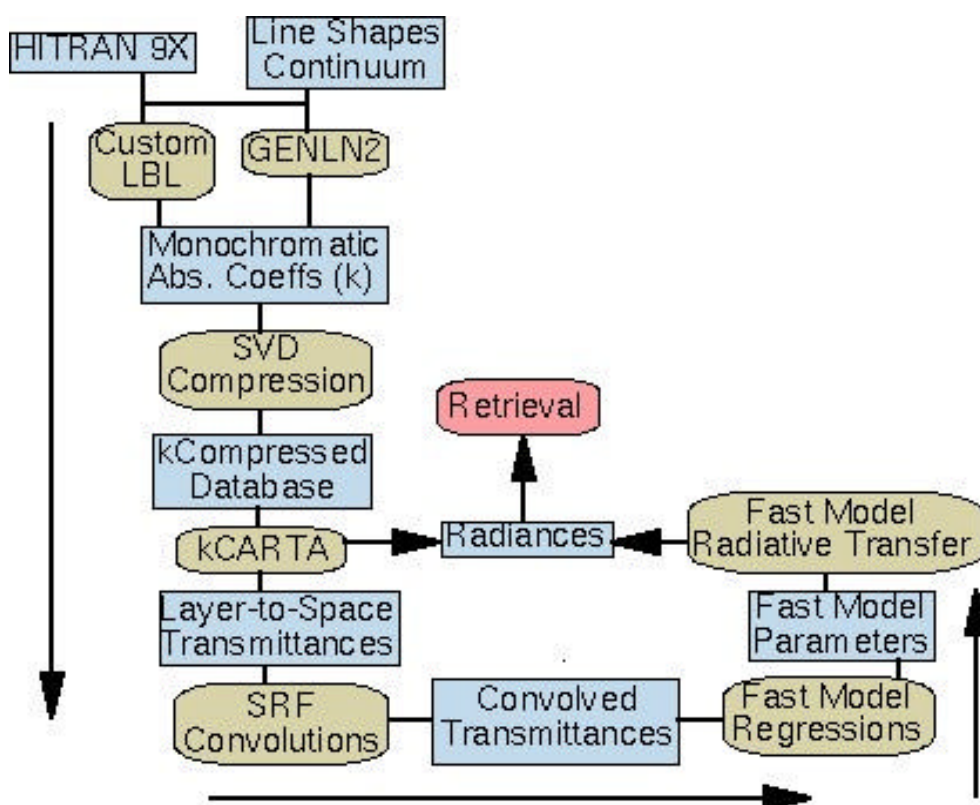 HITRAN 9X
Line Shapes
Continuum
Custom
LBL
GENLN2
Monochromatic
Abs. Coeffs (k)
SVD
Compression
Retrieval
kCompressed
Database
kCARTA
Radiances
Fast Model
Radiative Transfer
Layer-to-Space
Transmittances
Fast Model
Parameters
SRF
Convolutions
Convolved
Transmittances
Fast Model
Regressions